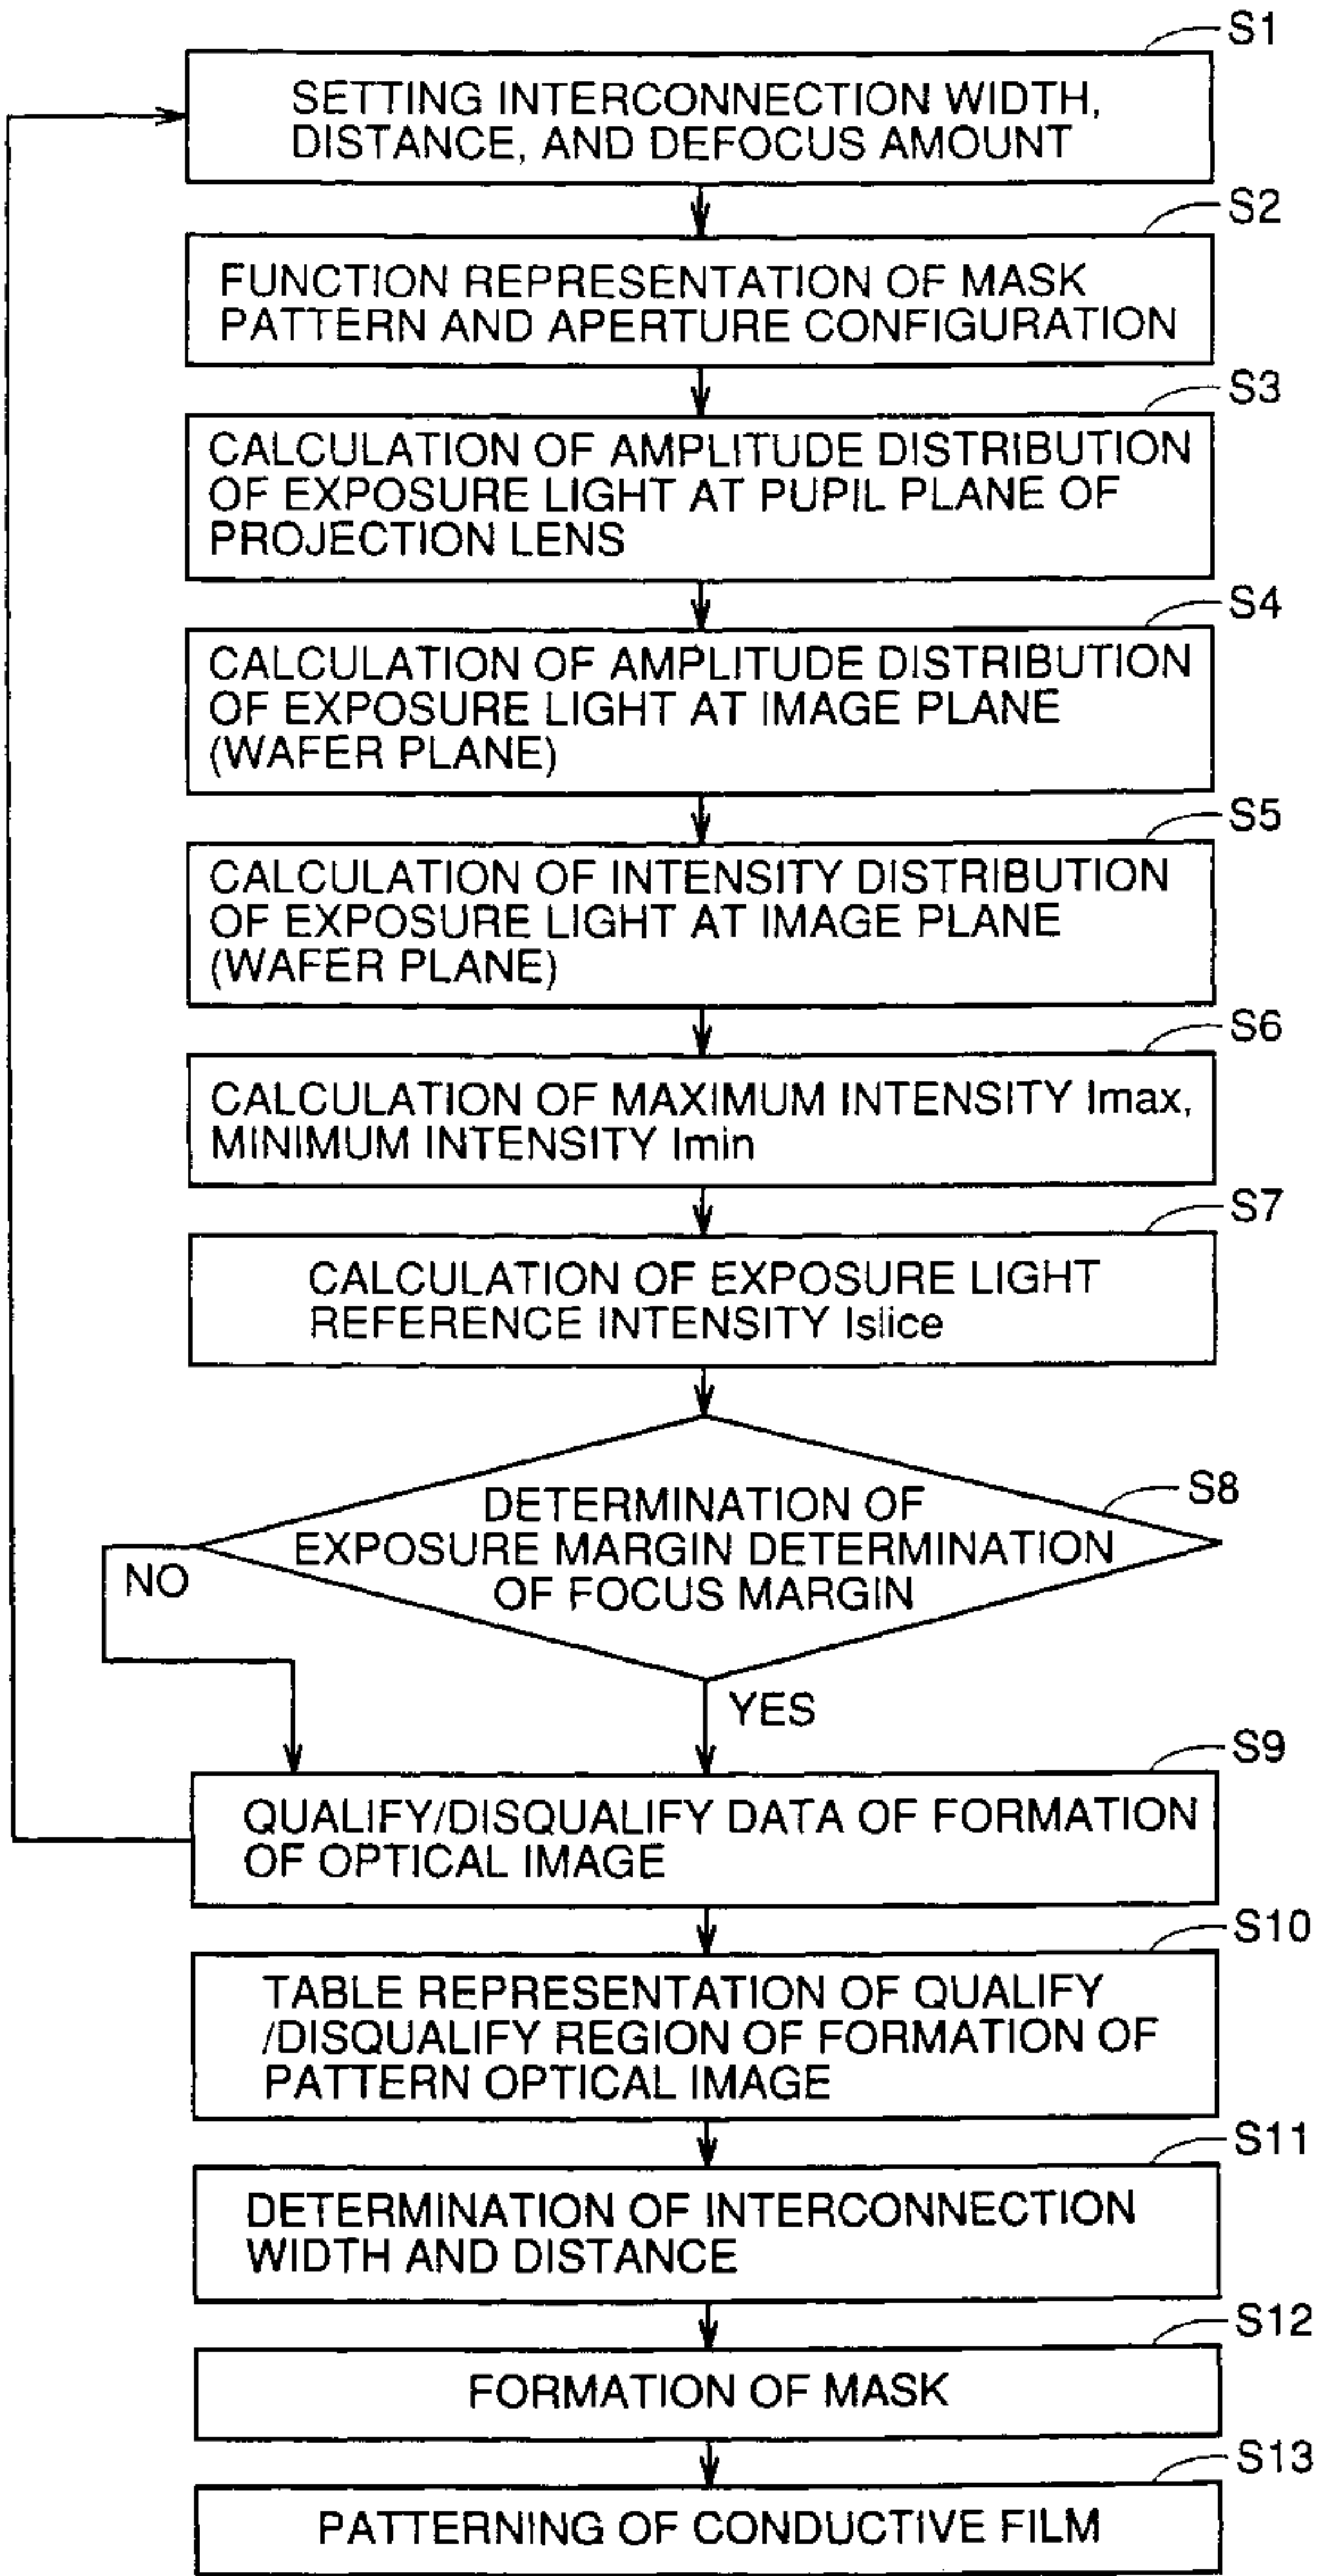 S1
SETTING INTERCONNECTION WIDTH,
DISTANCE, AND DEFOCUS AMOUNT
S2
FUNCTION REPRESENTATION OF MASK
PATTERN AND APERTURE CONFIGURATION
S3
CALCULATION OF AMPLITUDE DISTRIBUTION
OF EXPOSURE LIGHT AT PUPIL PLANE OF
PROJECTION LENS
S4
CALCULATION OF AMPLITUDE DISTRIBUTION
OF EXPOSURE LIGHT AT IMAGE PLANE
(WAFER PLANE)
S5
CALCULATION OF INTENSITY DISTRIBUTION
OF EXPOSURE LIGHT AT IMAGE PLANE
(WAFER PLANE)
S6
CALCULATION OF MAXIMUM INTENSITY Imax,
MINIMUM INTENSITY Imin
S7
CALCULATION OF EXPOSURE LIGHT
REFERENCE INTENSITY Islice
S8
DETERMINATION OF
EXPOSURE MARGIN DETERMINATION
OF FOCUS MARGIN
NO
YES
S9
QUALIFY/DISQUALIFY DATA OF FORMATION
OF OPTICAL IMAGE
S10
TABLE REPRESENTATION OF QUALIFY
/DISQUALIFY REGION OF FORMATION OF
PATTERN OPTICAL IMAGE
S11
DETERMINATION OF INTERCONNECTION
WIDTH AND DISTANCE
S12
FORMATION OF MASK
S13
PATTERNING OF CONDUCTIVE FILM